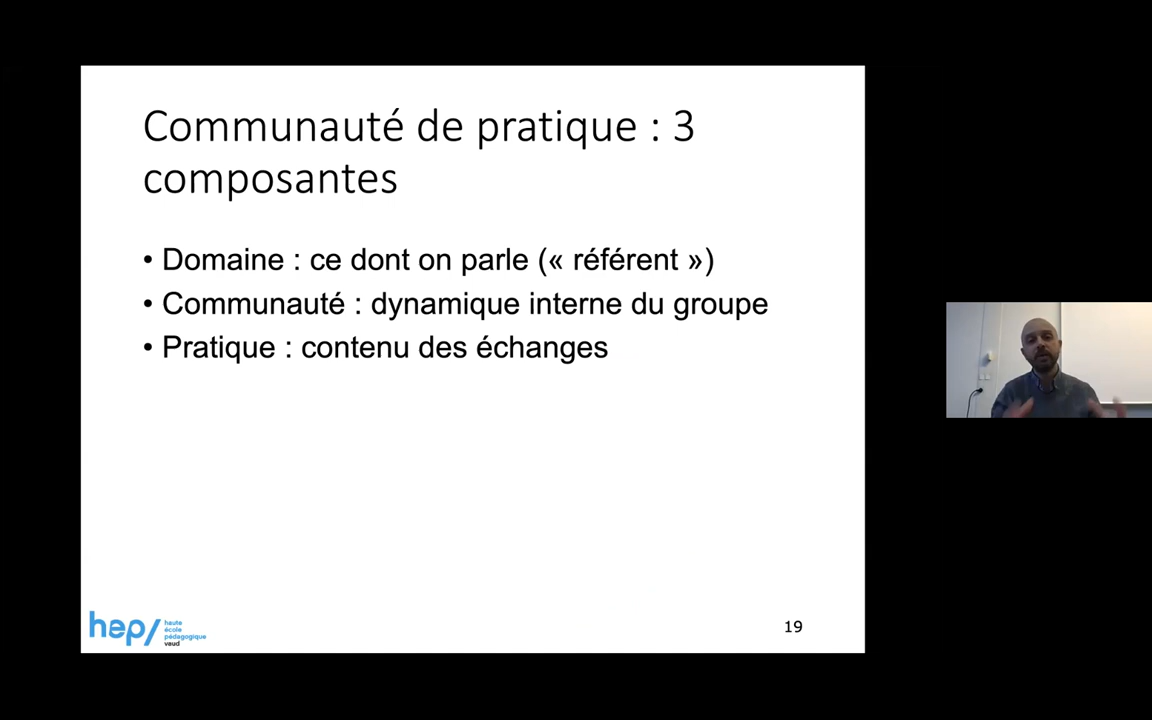 Communauté de pratique : 3
composantes
• Domaine : ce dont on parle (« référent »)
• Communauté : dynamique interne du groupe
• Pratique : contenu des échanges
hep/
haute
école
pédagogique
vaud
19